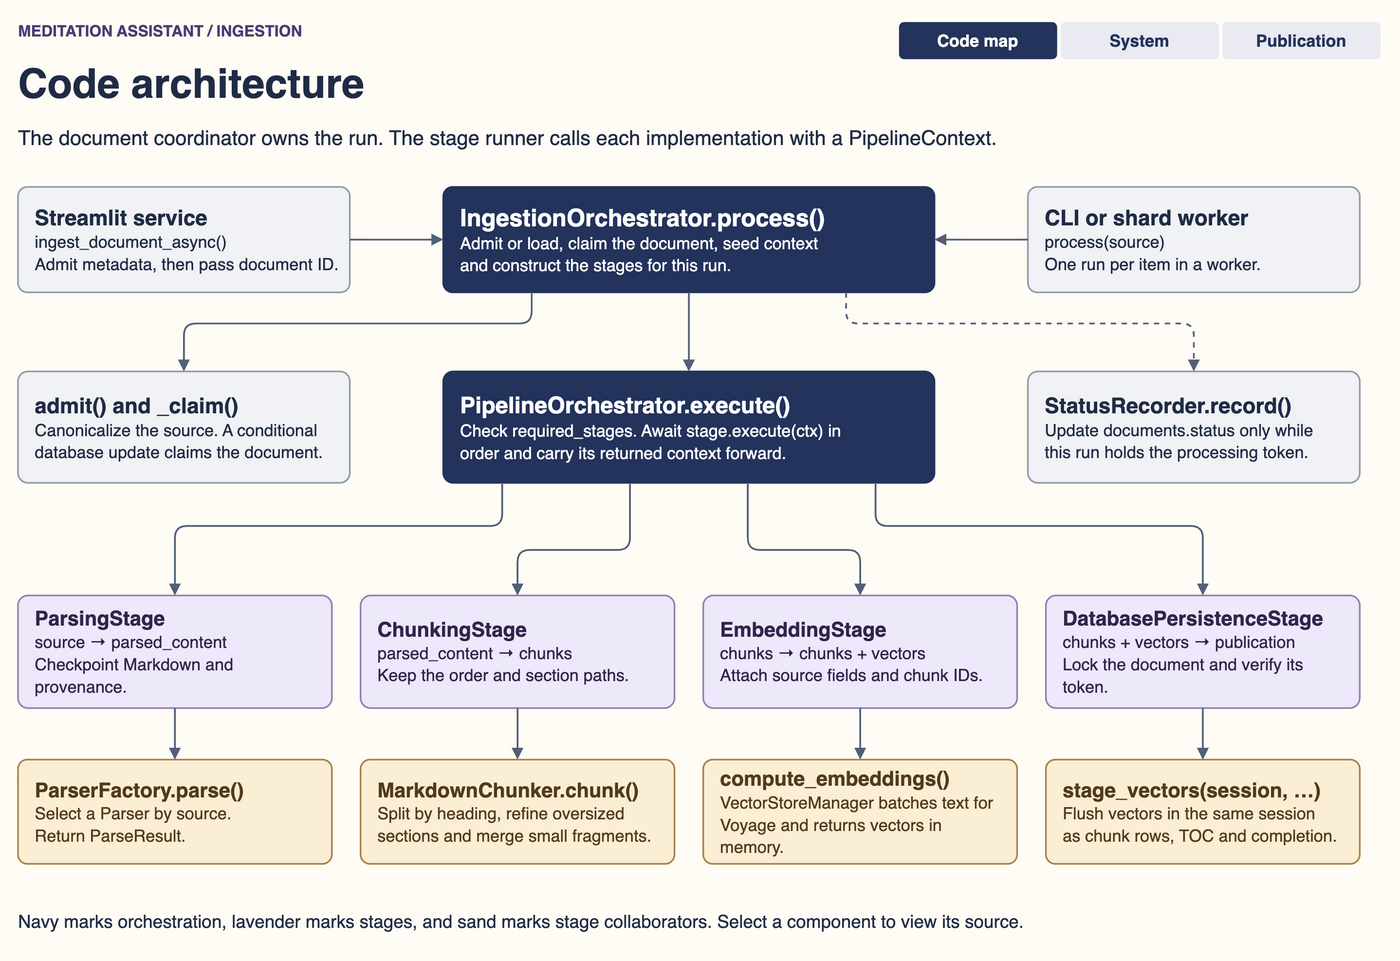 MEDITATION ASSISTANT / INGESTION
Code map
System
Publication
Code architecture
The document coordinator owns the run. The stage runner calls each implementation with a PipelineContext.
Streamlit service
ingest_document_async()
Admit metadata, then pass document ID.
IngestionOrchestrator.process()
Admit or load, claim the document, seed context
and construct the stages for this run.
CLI or shard worker
process(source)
One run per item in a worker.
admit() and _claim()
Canonicalize the source. A conditional
database update claims the document.
PipelineOrchestrator.execute()
Check required_stages. Await stage.execute(ctx) in
order and carry its returned context forward.
StatusRecorder.record()
Update documents.status only while
this run holds the processing token.
ParsingStage
source → parsed_content
Checkpoint Markdown and
provenance.
ChunkingStage
parsed_content → chunks
Keep the order and section paths.
EmbeddingStage
chunks → chunks + vectors
Attach source fields and chunk IDs.
DatabasePersistenceStage
chunks + vectors → publication
Lock the document and verify its
token.
ParserFactory.parse()
Select a Parser by source.
Return ParseResult.
MarkdownChunker.chunk()
Split by heading, refine oversized
sections and merge small fragments.
compute_embeddings()
VectorStoreManager batches text for
Voyage and returns vectors in
memory.
stage_vectors(session, ...)
Flush vectors in the same session
as chunk rows, TOC and completion.
Navy marks orchestration, lavender marks stages, and sand marks stage collaborators. Select a component to view its source.